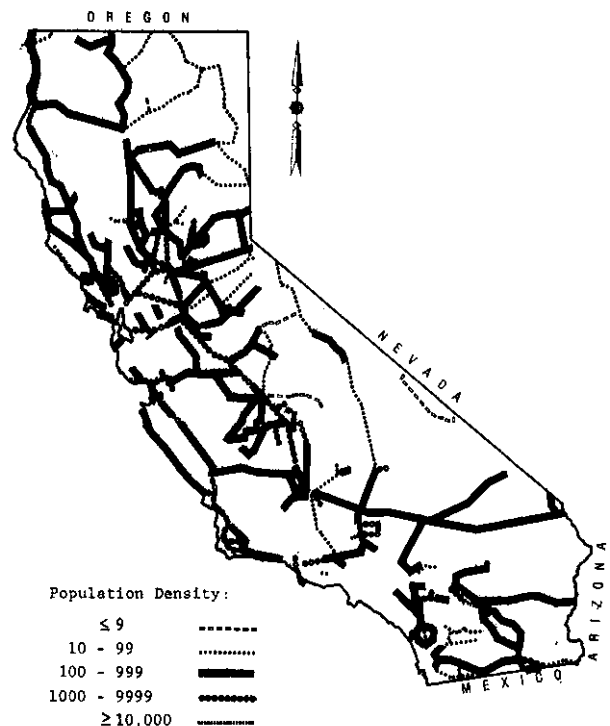 OREGON
NEVADA
ARIZONA
MEXICO
Population Density:
≤ 9
10 - 99
100 - 999
1000 - 9999
≥ 10,000